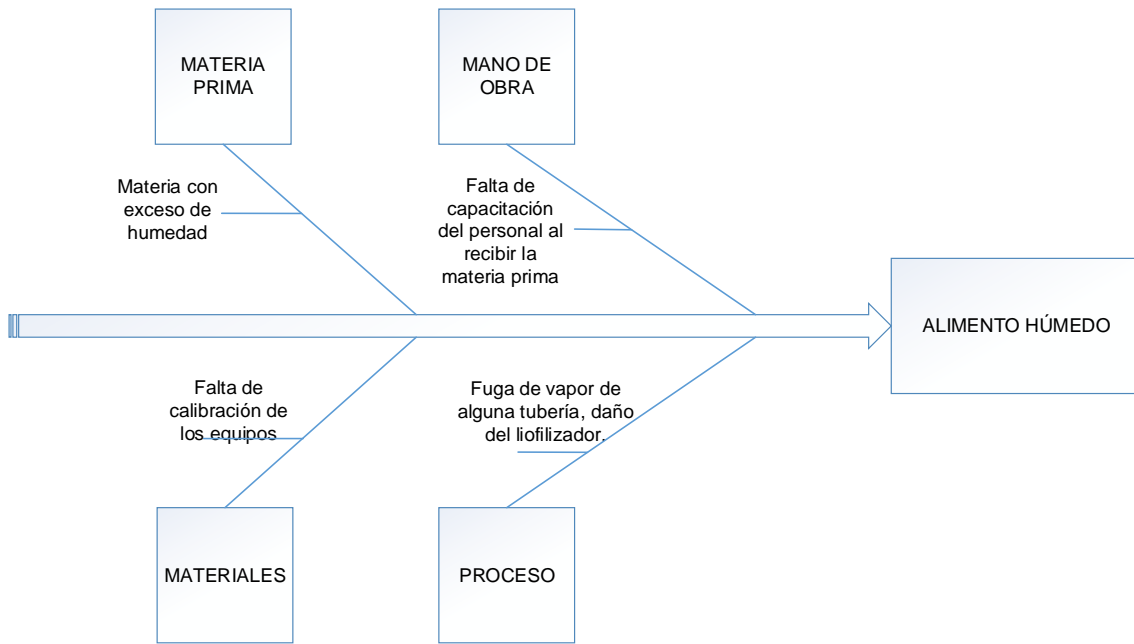 MATERIA
PRIMA
MANO DE
OBRA
Materia con
exceso de
humedad
Falta de
capacitación
del personal al
recibir la
materia prima
ALIMENTO HÚMEDO
Falta de
calibración de
los equipos
Fuga de vapor de
alguna tubería, daño
del liofilizador.
MATERIALES
PROCESO